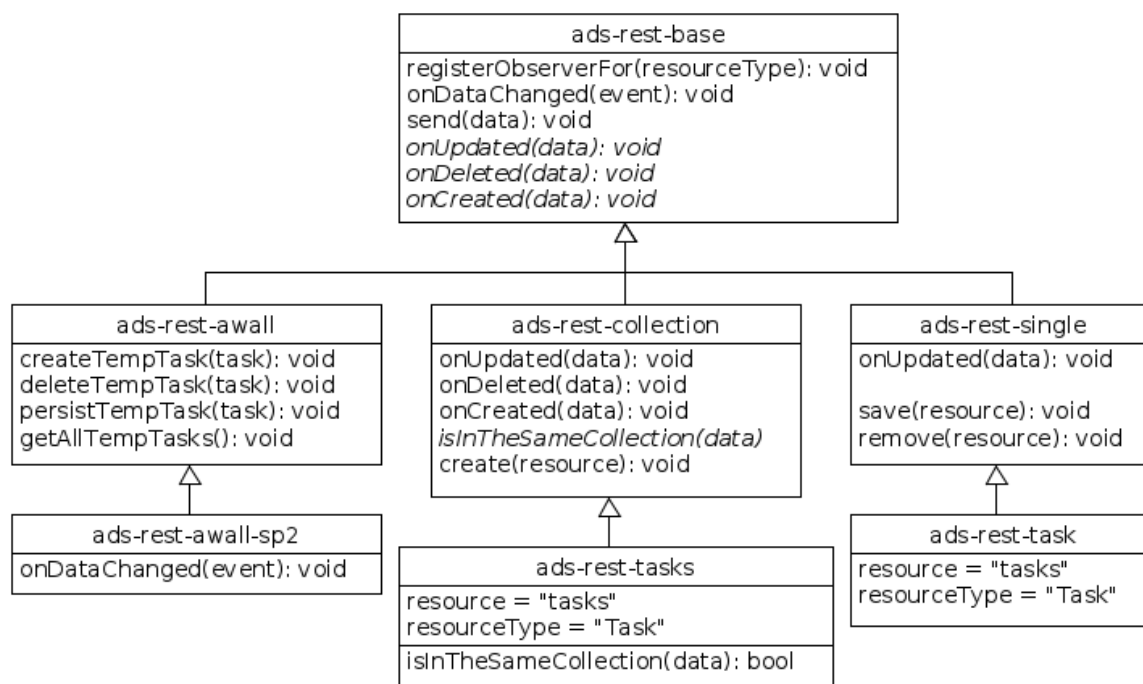 ads-rest-base
registerObserverFor(resourceType): void
onDataChanged(event): void
send(data): void
onUpdated(data): void
onDeleted(data): void
onCreated(data): void
ads-rest-awall
createTempTask(task): void
deleteTempTask(task): void
persistTempTask(task): void
getAllTempTasks(): void
ads-rest-collection
onUpdated(data): void
onDeleted(data): void
onCreated(data): void
isInTheSameCollection(data)
create(resource): void
ads-rest-single
onUpdated(data): void
save(resource): void
remove(resource): void
ads-rest-awall-sp2
onDataChanged(event): void
ads-rest-tasks
resource = "tasks"
resourceType = "Task"
isInTheSameCollection(data): bool
ads-rest-task
resource = "tasks"
resourceType = "Task"